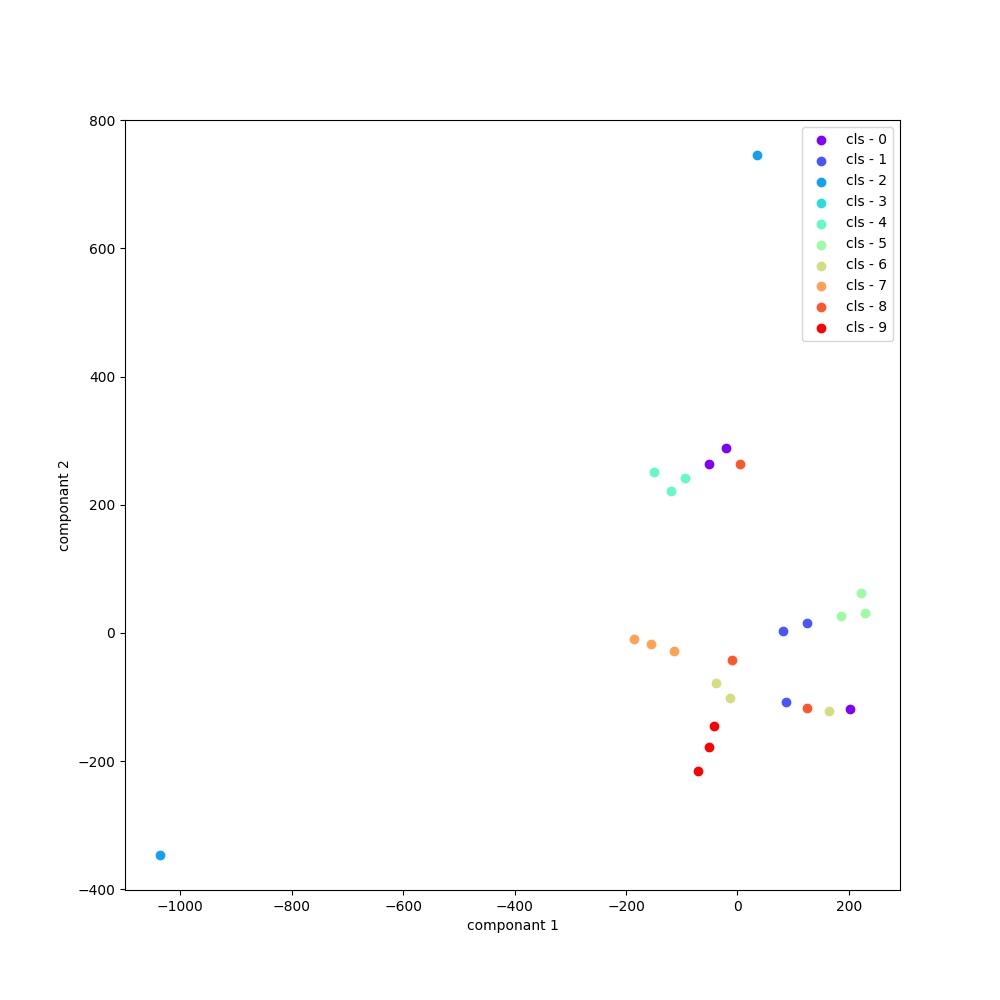 800
600
400
200
0
−200
−400
componant 2
cls - 0
cls - 1
cls - 2
cls - 3
cls - 4
cls - 5
cls - 6
cls - 7
cls - 8
cls - 9
−1000 −800 −600 −400 −200 0 200
componant 1